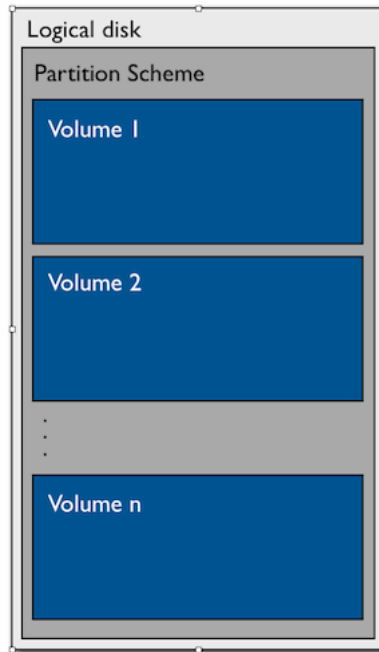 Logical disk
Partition Scheme
Volume 1
Volume 2
.
.
.
Volume n